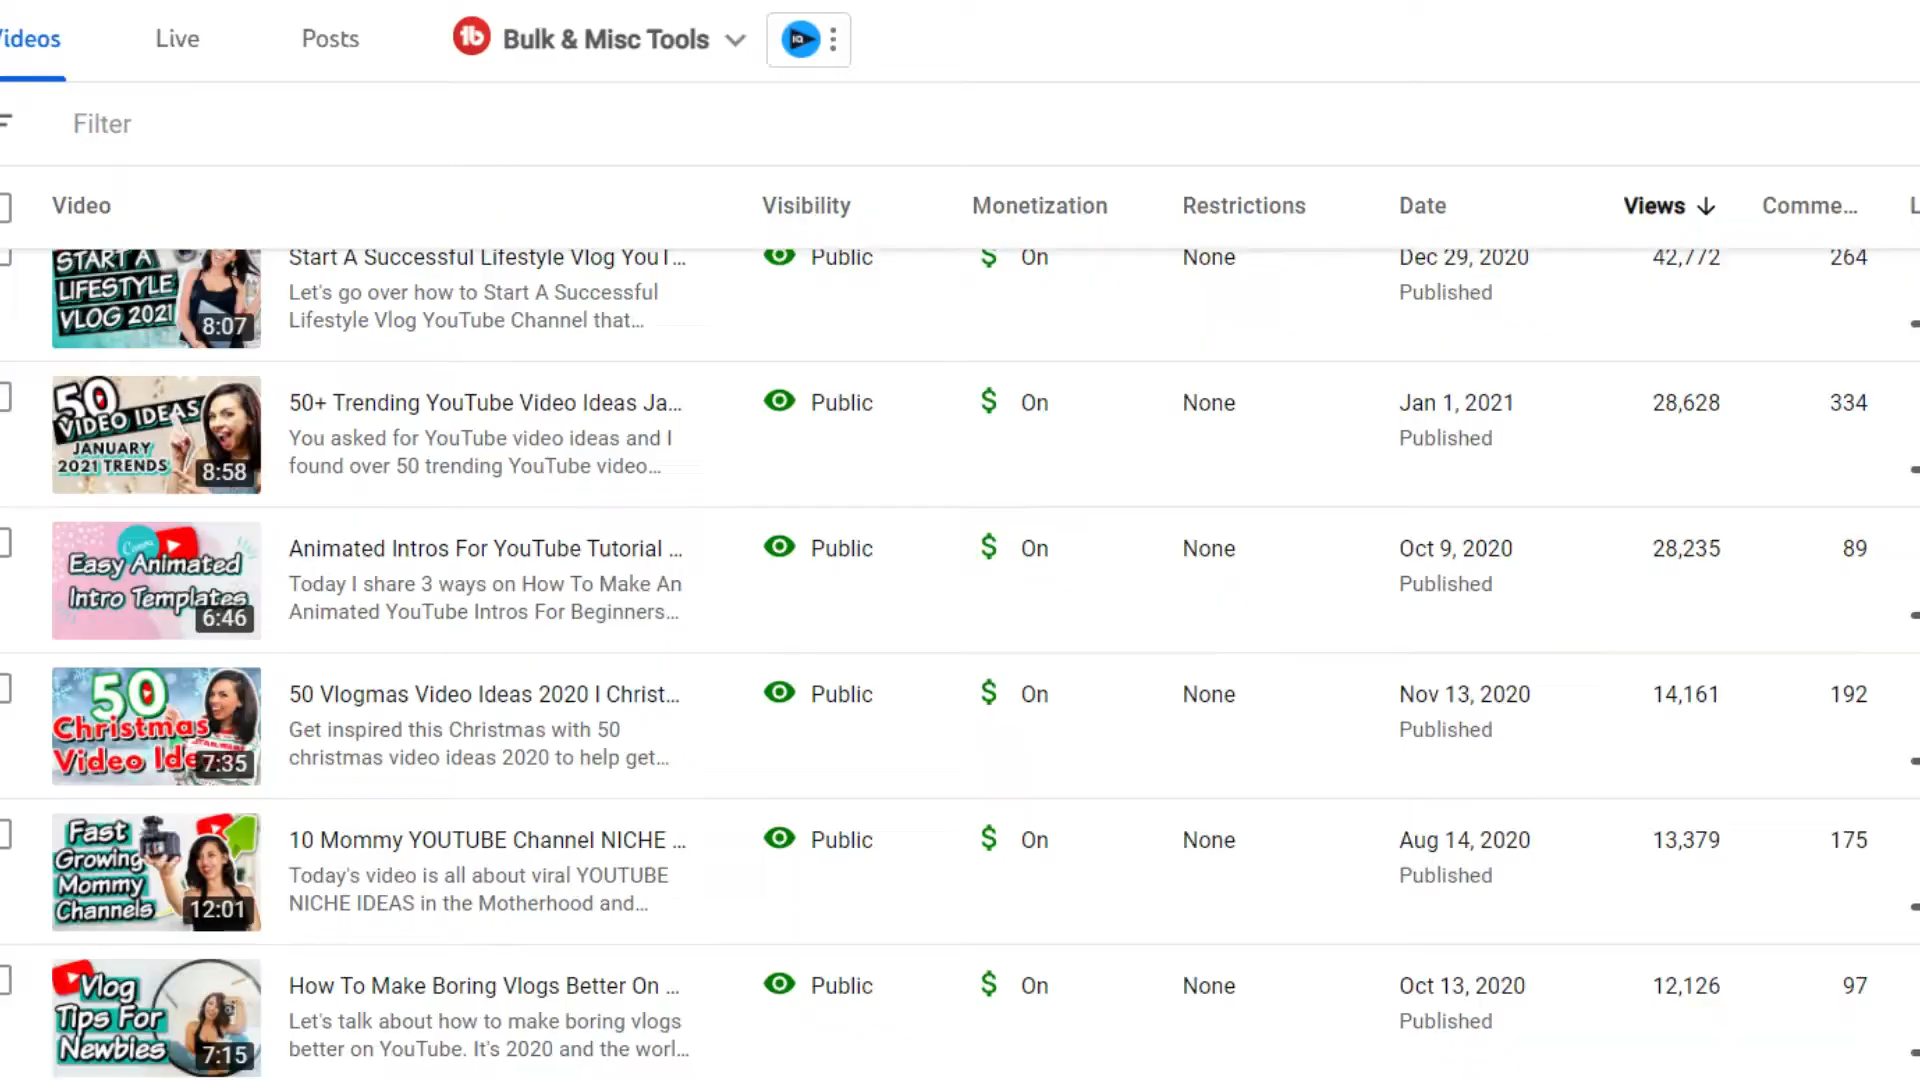 Videos Live Posts Bulk & Misc Tools
Filter
Video Visibility Monetization Restrictions Date Views Comme... L
START A
LIFESTYLE
VLOG 2021
8:07
Start A Successful Lifestyle Vlog YouT... Public $ On None Dec 29, 2020 42,772 264
Let's go over how to Start A Successful Published
Lifestyle Vlog YouTube Channel that...
50
VIDEO IDEAS
JANUARY
2021 TRENDS
8:58
50+ Trending YouTube Video Ideas Ja... Public $ On None Jan 1, 2021 28,628 334
You asked for YouTube video ideas and I Published
found over 50 trending YouTube video...
Canva
Easy Animated
Intro Templates
6:46
Animated Intros For YouTube Tutorial ... Public $ On None Oct 9, 2020 28,235 89
Today I share 3 ways on How To Make An Published
Animated YouTube Intros For Beginners...
50
Christmas
Video Ide
7:35
50 Vlogmas Video Ideas 2020 I Christ... Public $ On None Nov 13, 2020 14,161 192
Get inspired this Christmas with 50 Published
christmas video ideas 2020 to help get...
Fast
Growing
Mommy
Channels
12:01
10 Mommy YOUTUBE Channel NICHE ... Public $ On None Aug 14, 2020 13,379 175
Today's video is all about viral YOUTUBE Published
NICHE IDEAS in the Motherhood and...
Vlog
Tips For
Newbies
7:15
How To Make Boring Vlogs Better On ... Public $ On None Oct 13, 2020 12,126 97
Let's talk about how to make boring vlogs Published
better on YouTube. It's 2020 and the worl...